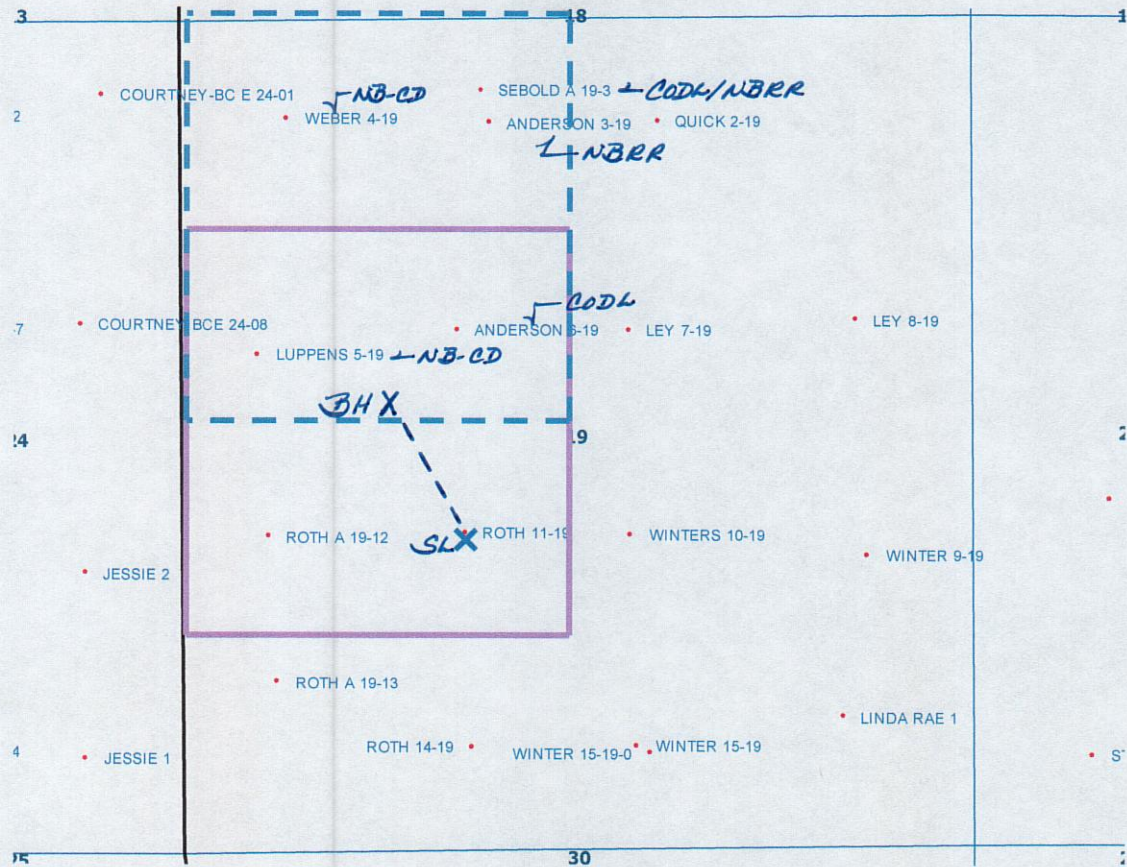 3
18
COURTNEY-BC E 24-01
NB-CD
SEBOLD A 19-3
CODL/NBRR
2
WEBER 4-19
ANDERSON 3-19
QUICK 2-19
NBRR
CODL
COURTNEY-BCE 24-08
ANDERSON 6-19
LEY 7-19
LEY 8-19
LUPPENS 5-19
NB-CD
BH X
24
19
ROTH A 19-12
SL X
ROTH 11-19
WINTERS 10-19
WINTER 9-19
JESSIE 2
ROTH A 19-13
LINDA RAE 1
4
JESSIE 1
ROTH 14-19
WINTER 15-19-0
WINTER 15-19
25
30